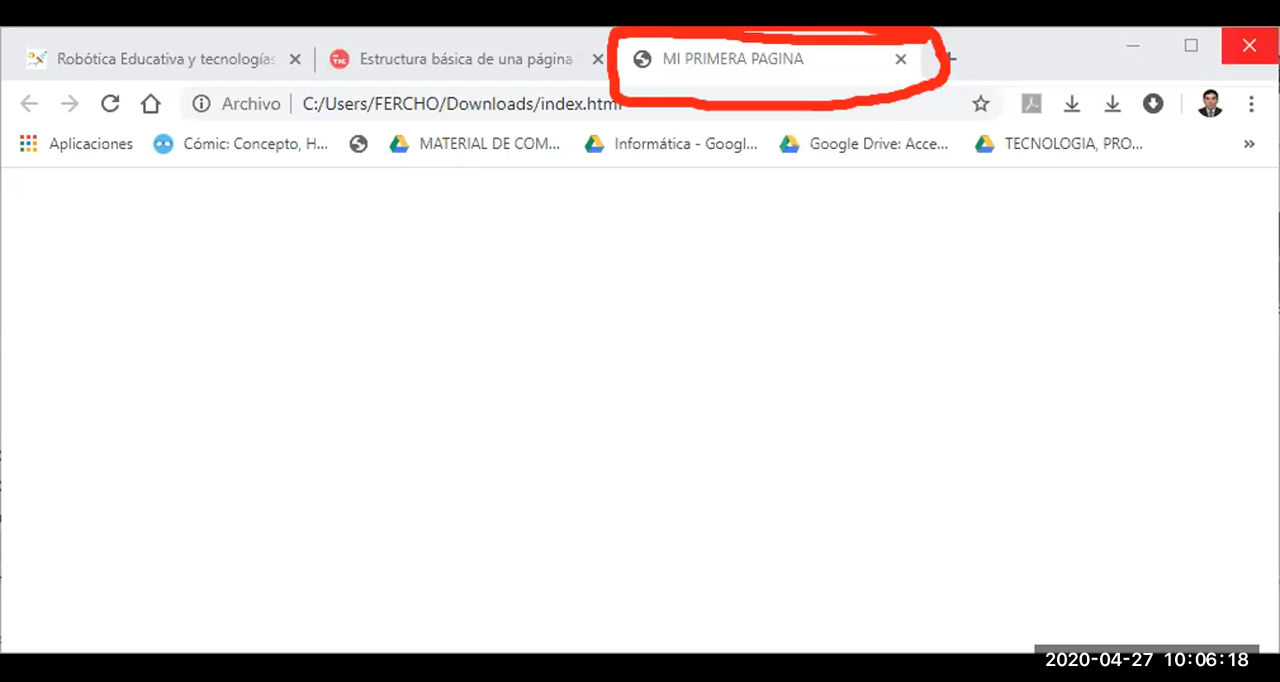 Robótica Educativa y tecnologías
Estructura básica de una página
MI PRIMERA PAGINA
Archivo
C:/Users/FERCHO/Downloads/index.html
Aplicaciones
Cómic: Concepto, H...
MATERIAL DE COM...
Informática - Googl...
Google Drive: Acce...
TECNOLOGIA, PRO...
2020-04-27 10:06:18